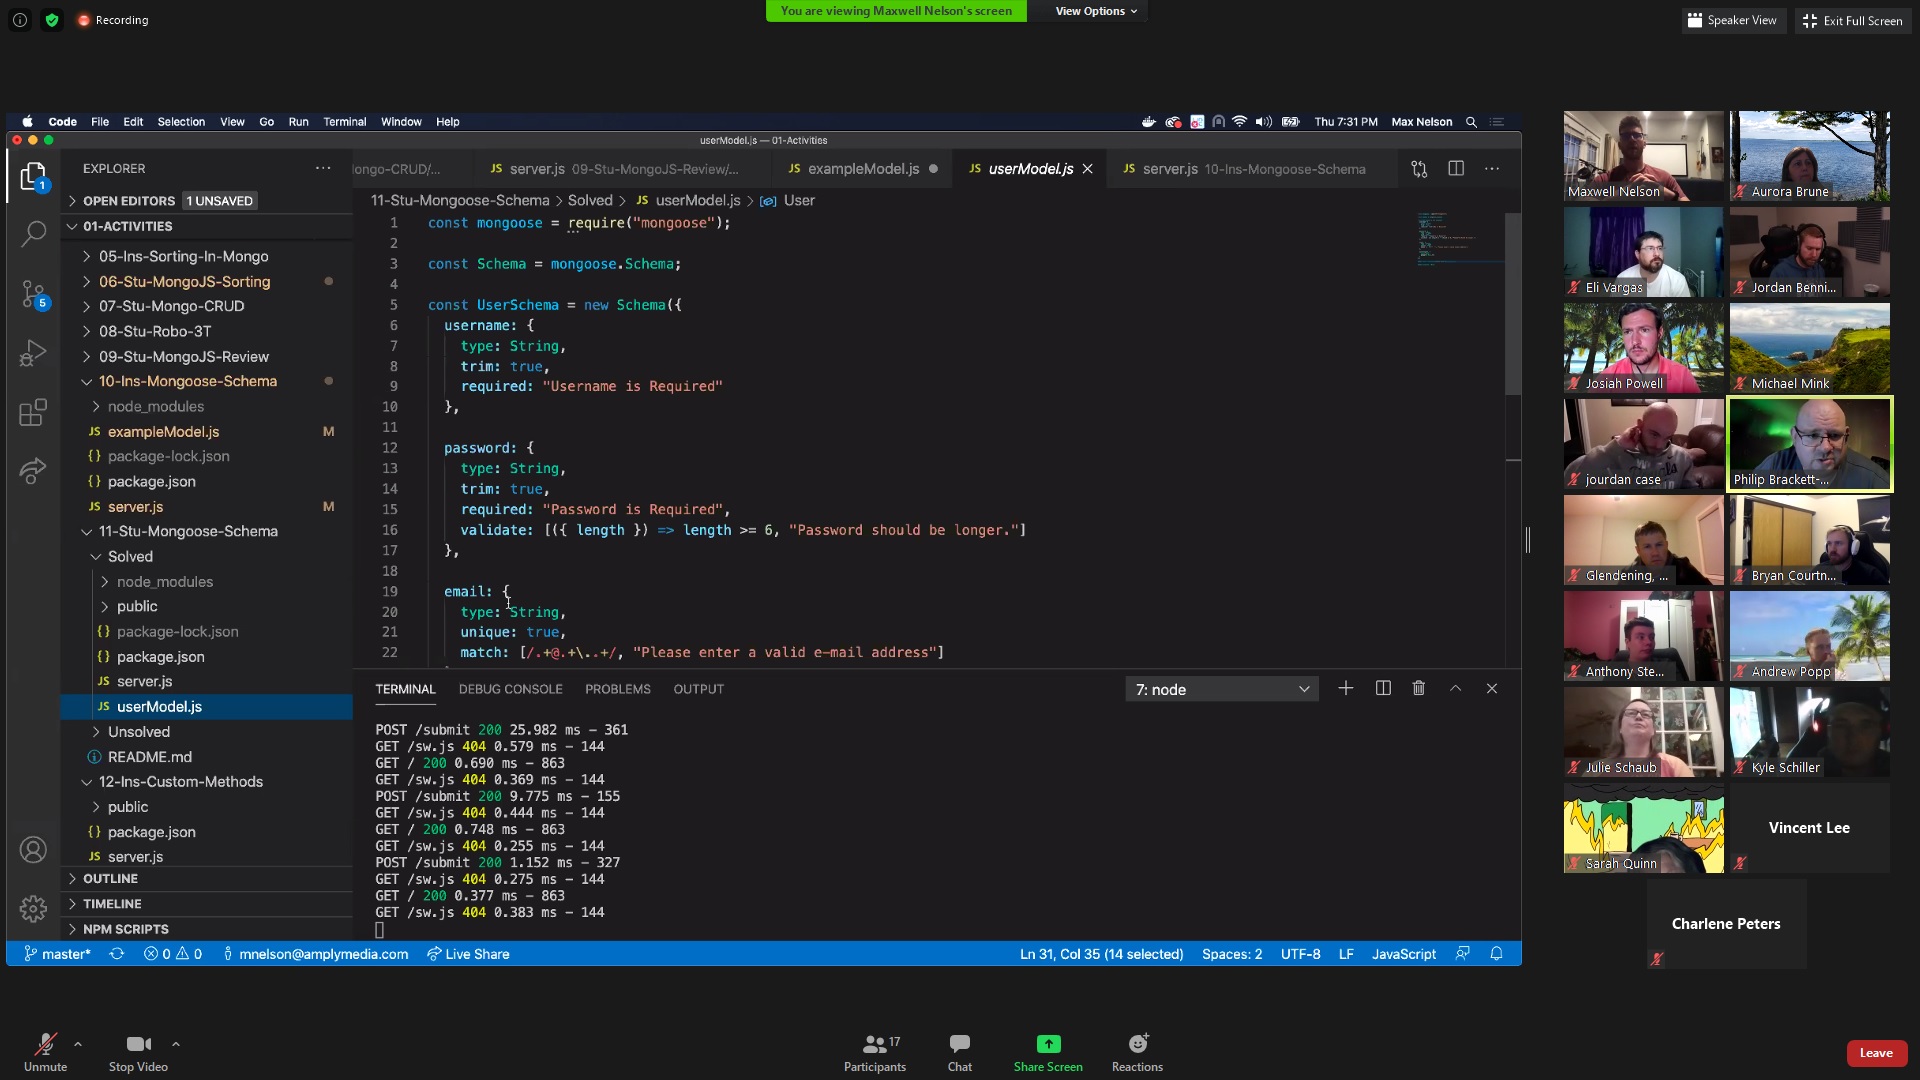 Recording
You are viewing Maxwell Nelson's screen
View Options
Speaker View
Exit Full Screen
Code File Edit Selection View Go Run Terminal Window Help
Thu 7:31 PM Max Nelson
userModel.js — 01-Activities
EXPLORER
OPEN EDITORS 1 UNSAVED
01-ACTIVITIES
05-Ins-Sorting-In-Mongo
06-Stu-MongoJS-Sorting
07-Stu-Mongo-CRUD
08-Stu-Robo-3T
09-Stu-MongoJS-Review
10-Ins-Mongoose-Schema
node_modules
JS exampleModel.js M
{} package-lock.json
{} package.json
JS server.js M
11-Stu-Mongoose-Schema
Solved
node_modules
public
{} package-lock.json
{} package.json
JS server.js
JS userModel.js
Unsolved
README.md
12-Ins-Custom-Methods
public
{} package.json
JS server.js
OUTLINE
TIMELINE
NPM SCRIPTS
1
5
longo-CRUD/...
JS server.js 09-Stu-MongoJS-Review/...
JS exampleModel.js
JS userModel.js
JS server.js 10-Ins-Mongoose-Schema
11-Stu-Mongoose-Schema > Solved > JS userModel.js > User
1 const mongoose = require("mongoose");
2
3 const Schema = mongoose.Schema;
4
5 const UserSchema = new Schema({
6 username: {
7 type: String,
8 trim: true,
9 required: "Username is Required"
10 },
11
12 password: {
13 type: String,
14 trim: true,
15 required: "Password is Required",
16 validate: [({ length }) => length >= 6, "Password should be longer."]
17 },
18
19 email: {
20 type: String,
21 unique: true,
22 match: [/.+@.+\..+/, "Please enter a valid e-mail address"]
TERMINAL DEBUG CONSOLE PROBLEMS OUTPUT
7: node
POST /submit 200 25.982 ms - 361
GET /sw.js 404 0.579 ms - 144
GET / 200 0.690 ms - 863
GET /sw.js 404 0.369 ms - 144
POST /submit 200 9.775 ms - 155
GET /sw.js 404 0.444 ms - 144
GET / 200 0.748 ms - 863
GET /sw.js 404 0.255 ms - 144
POST /submit 200 1.152 ms - 327
GET /sw.js 404 0.275 ms - 144
GET / 200 0.377 ms - 863
GET /sw.js 404 0.383 ms - 144
master* 0 0 mnelson@amplymedia.com Live Share
Ln 31, Col 35 (14 selected) Spaces: 2 UTF-8 LF JavaScript
Maxwell Nelson
Aurora Brune
Eli Vargas
Jordan Benni...
Josiah Powell
Michael Mink
jourdan case
Philip Brackett-...
Glendening, ...
Bryan Courtn...
Anthony Ste...
Andrew Popp
Julie Schaub
Kyle Schiller
Sarah Quinn
Vincent Lee
Charlene Peters
Unmute
Stop Video
17
Participants
Chat
Share Screen
Reactions
Leave